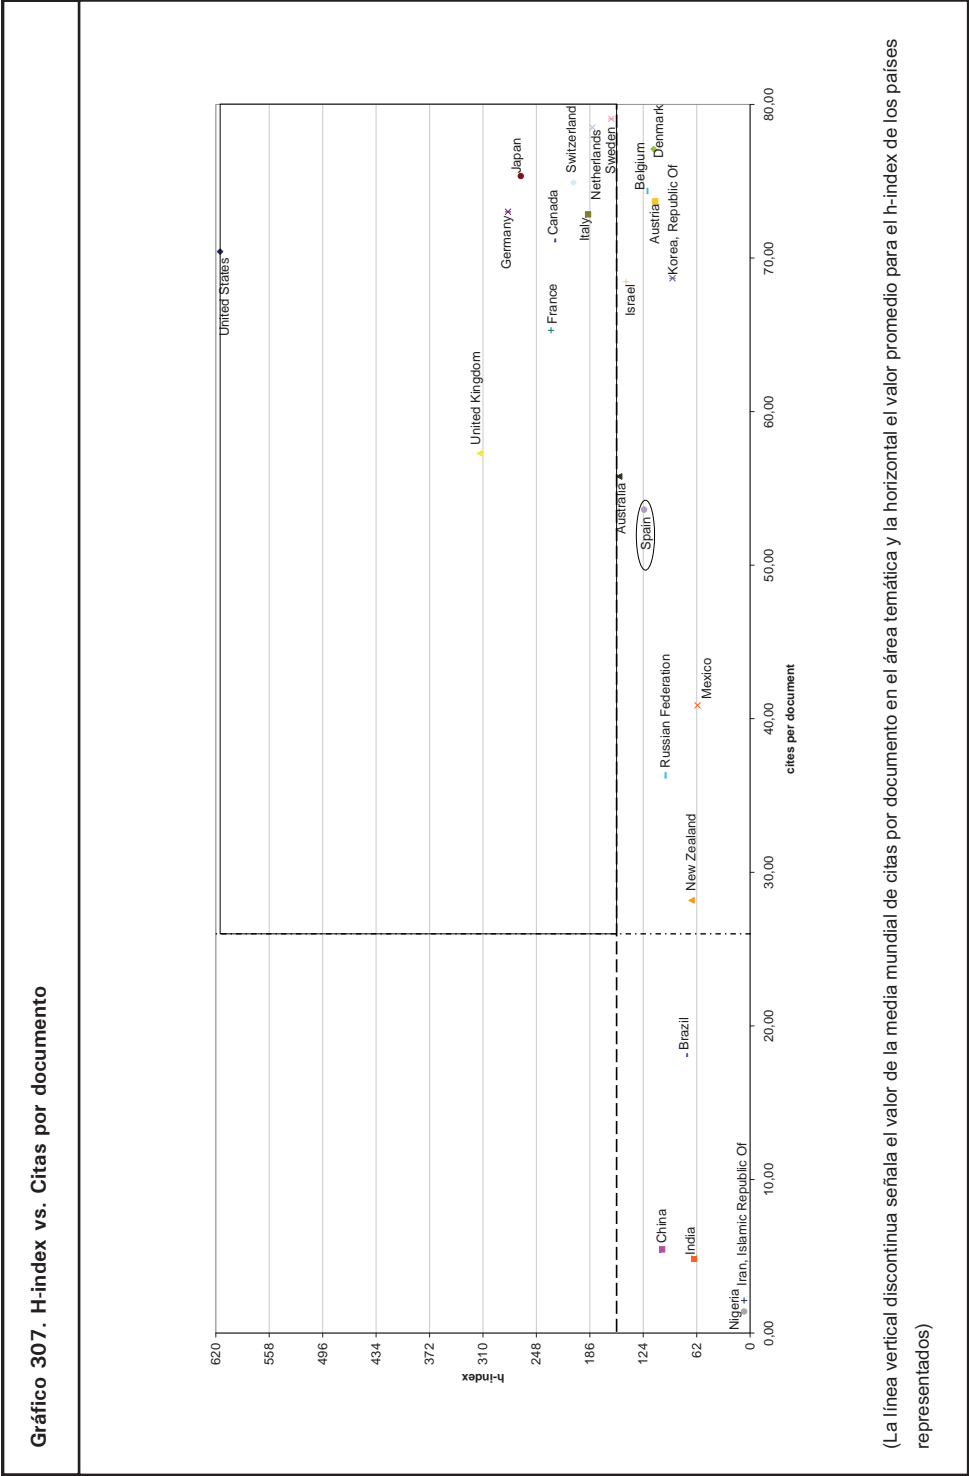 Gráfico 307. H-index vs. Citas por documento
620
558
496
434
372
310
248
186
124
62
0
h-index
0,00
10,00
20,00
30,00
40,00
50,00
60,00
70,00
80,00
cites per document
United States
Japan
Germany
Switzerland
Canada
Netherlands
Italy
Sweden
France
United Kingdom
Belgium
Denmark
Austria
Korea, Republic Of
Israel
Australia
Spain
Russian Federation
Mexico
New Zealand
Brazil
China
India
Iran, Islamic Republic Of
Nigeria
(La línea vertical discontinua señala el valor de la media mundial de citas por documento en el área temática y la horizontal el valor promedio para el h-index de los países
representados)